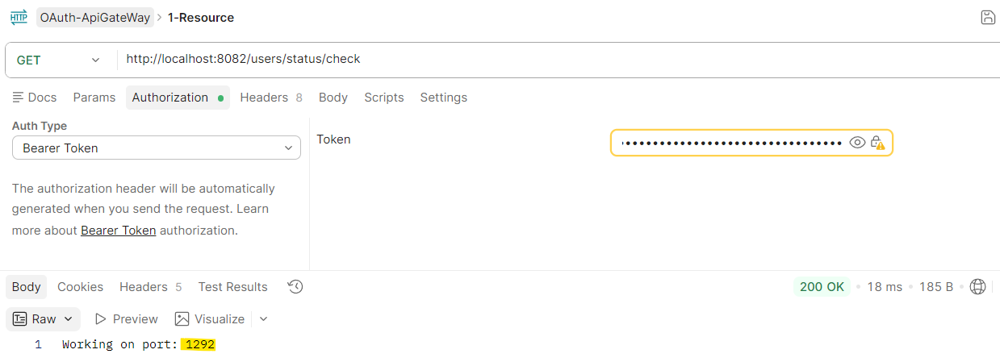 HTTP OAuth-ApiGateWay > 1-Resource
GET http://localhost:8082/users/status/check
Docs Params Authorization Headers 8 Body Scripts Settings
Auth Type
Bearer Token
Token ••••••••••••••••••••••••••••••••
The authorization header will be automatically
generated when you send the request. Learn
more about Bearer Token authorization.
Body Cookies Headers 5 Test Results 200 OK • 18 ms • 185 B
Raw Preview Visualize
1 Working on port: 1292